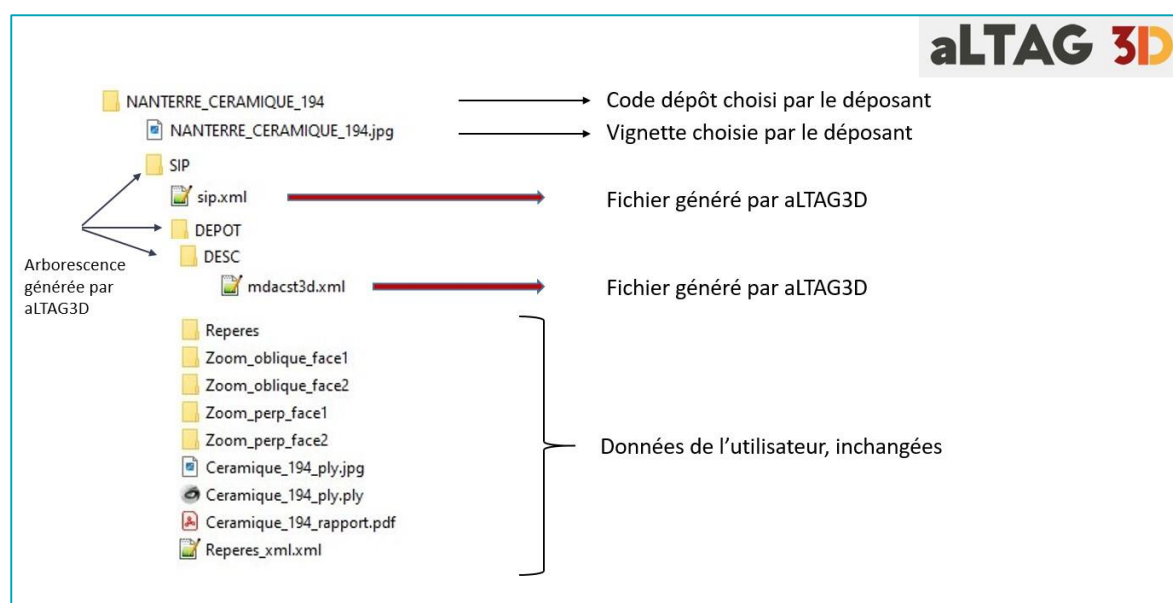 aLTAG 3D
NANTERRE_CERAMIQUE_194
Code dépôt choisi par le déposant
NANTERRE_CERAMIQUE_194.jpg
Vignette choisie par le déposant
SIP
sip.xml
Fichier généré par aLTAG3D
DEPOT
DESC
Arborescence
générée par
aLTAG3D
mdacst3d.xml
Fichier généré par aLTAG3D
Reperes
Zoom_oblique_face1
Zoom_oblique_face2
Zoom_perp_face1
Zoom_perp_face2
Données de l’utilisateur, inchangées
Ceramique_194_ply.jpg
Ceramique_194_ply.ply
Ceramique_194_rapport.pdf
Reperes_xml.xml